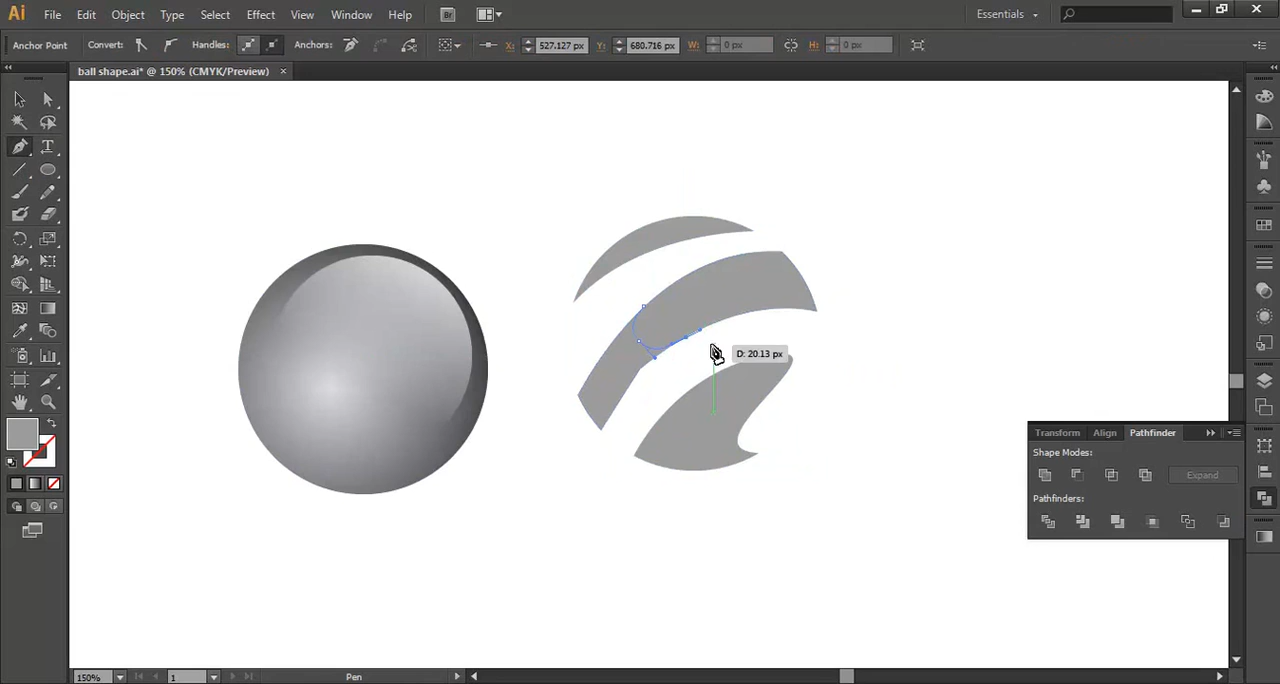 Ai File Edit Object Type Select Effect View Window Help Br Essentials
Anchor Point Convert: Handles: Anchors: X: 527.127 px Y: 680.716 px W: 0 px H: 0 px
ball shape.ai* @ 150% (CMYK/Preview) ×
D: 20.13 px
Transform Align Pathfinder
Shape Modes:
Expand
Pathfinders:
150% 1 Pen